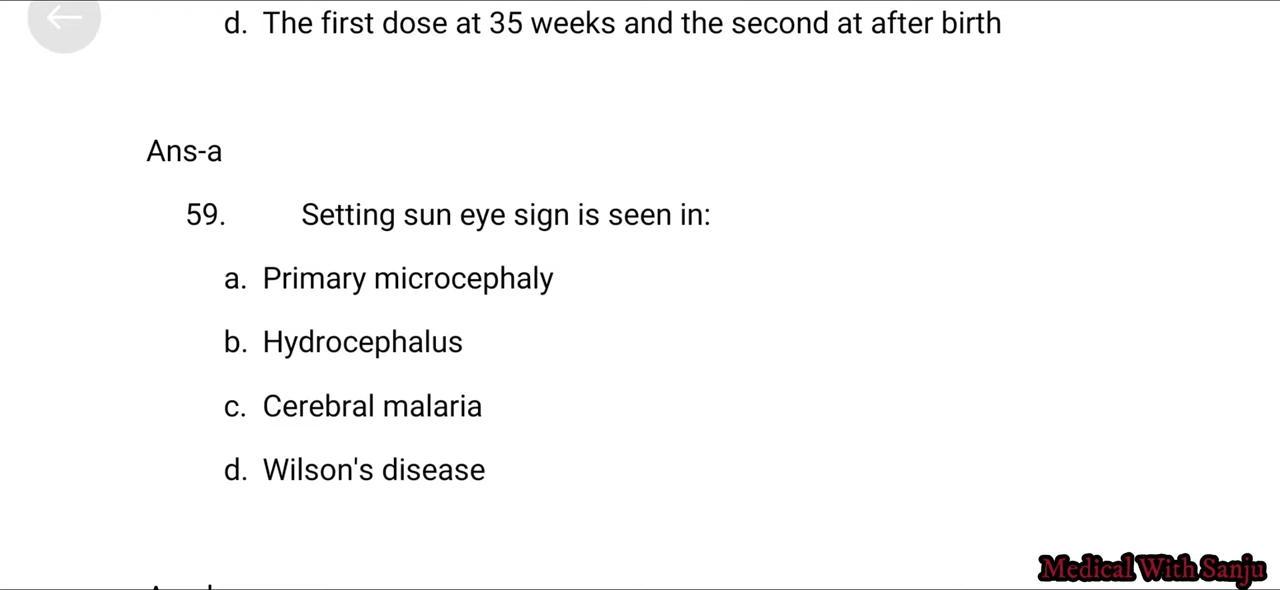 d. The first dose at 35 weeks and the second at after birth
Ans-a
59. Setting sun eye sign is seen in:
a. Primary microcephaly
b. Hydrocephalus
c. Cerebral malaria
d. Wilson's disease
Medical With Sanju